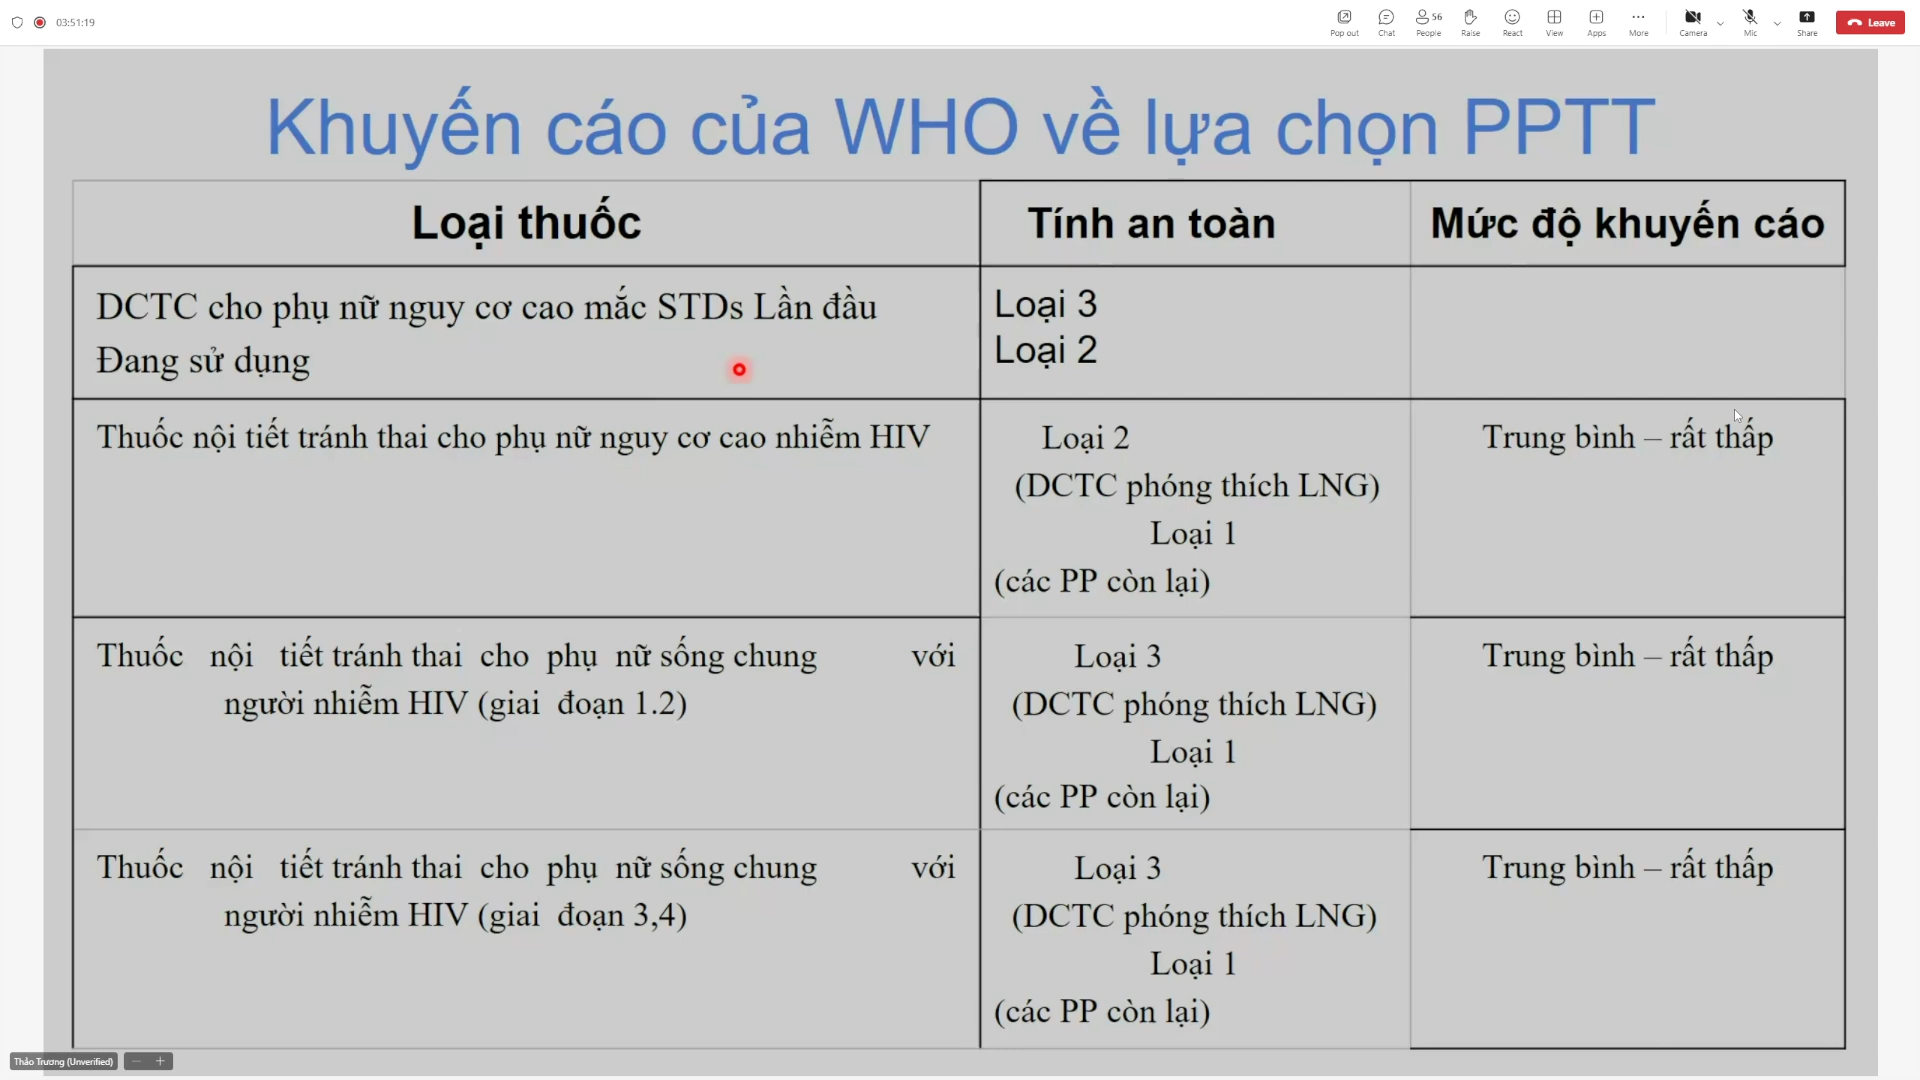 03:51:19
Pop out
Chat
56
People
Raise
React
View
Apps
More
Camera
Mic
Share
Leave
Khuyến cáo của WHO về lựa chọn PPTT
Loại thuốc
Tính an toàn
Mức độ khuyến cáo
DCTC cho phụ nữ nguy cơ cao mắc STDs Lần đầu
Đang sử dụng
Loại 3
Loại 2
Thuốc nội tiết tránh thai cho phụ nữ nguy cơ cao nhiễm HIV
Loại 2
(DCTC phóng thích LNG)
Loại 1
(các PP còn lại)
Trung bình – rất thấp
Thuốc nội tiết tránh thai cho phụ nữ sống chung với
người nhiễm HIV (giai đoạn 1.2)
Loại 3
(DCTC phóng thích LNG)
Loại 1
(các PP còn lại)
Trung bình – rất thấp
Thuốc nội tiết tránh thai cho phụ nữ sống chung với
người nhiễm HIV (giai đoạn 3,4)
Loại 3
(DCTC phóng thích LNG)
Loại 1
(các PP còn lại)
Trung bình – rất thấp
Thảo Trương (Unverified)